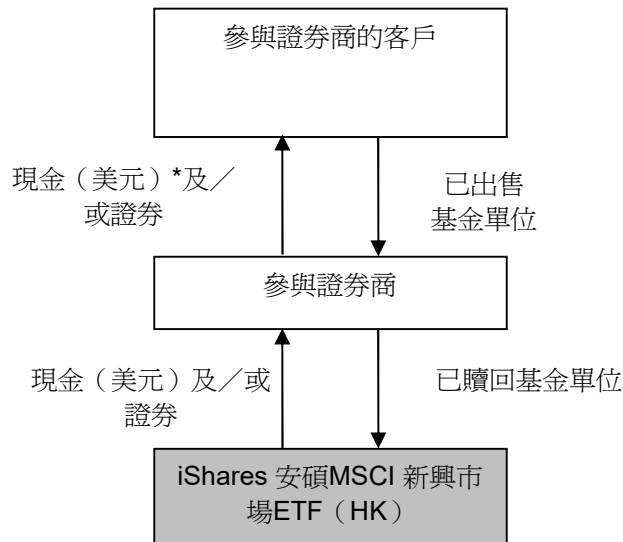 參與證券商的客戶
現金（美元）*及／
或證券
已出售
基金單位
參與證券商
現金（美元）及／或
證券
已贖回基金單位
iShares 安碩MSCI 新興市
場ETF（HK）